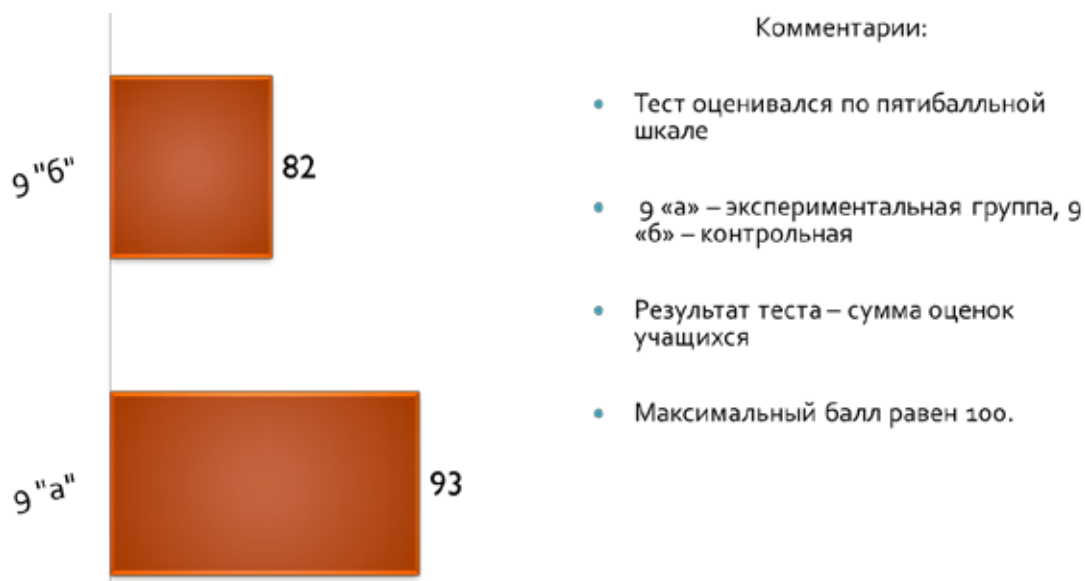 9 "б"
82
9 "а"
93
Комментарии:
• Тест оценивался по пятибалльной
шкале
• 9 «а» – экспериментальная группа, 9
«б» – контрольная
• Результат теста – сумма оценок
учащихся
• Максимальный балл равен 100.